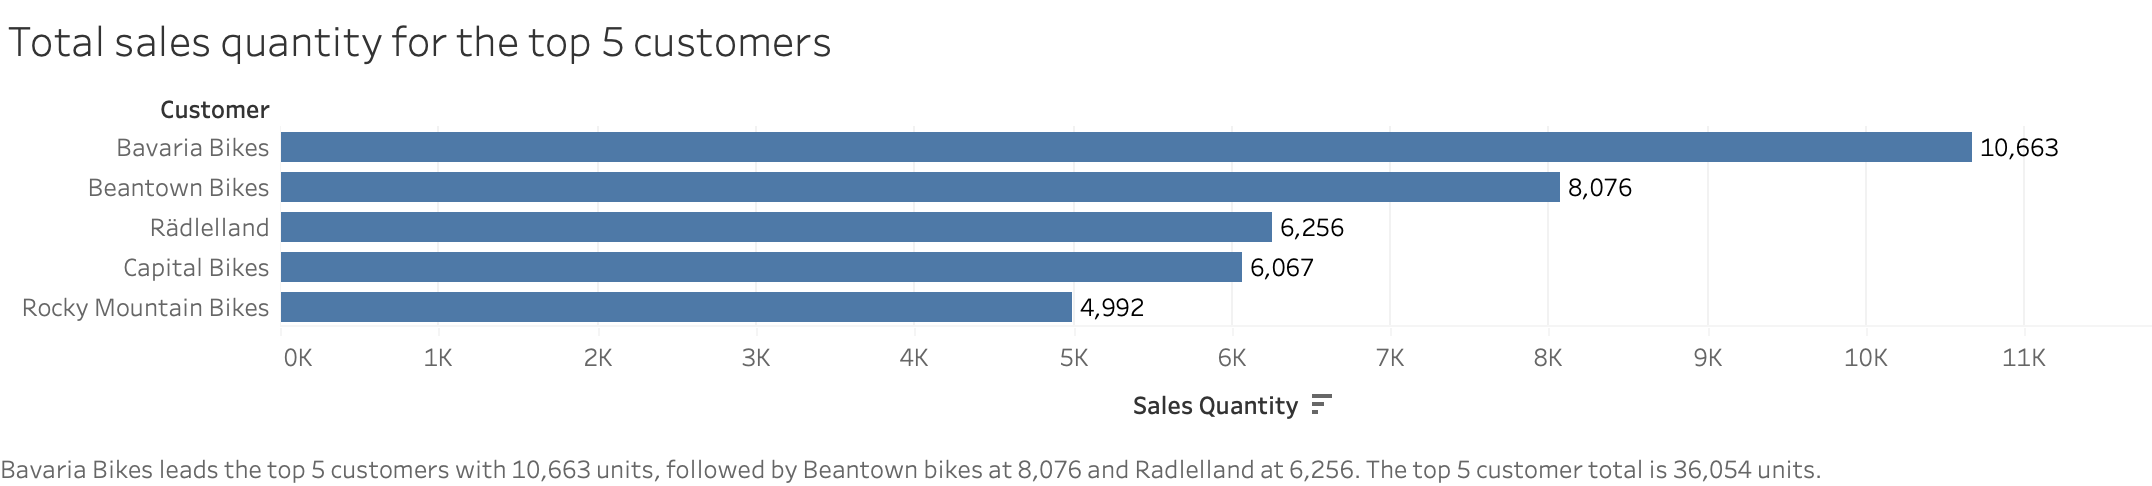 Total sales quantity for the top 5 customers
Customer
Bavaria Bikes 10,663
Beantown Bikes 8,076
Rädlelland 6,256
Capital Bikes 6,067
Rocky Mountain Bikes 4,992
0K 1K 2K 3K 4K 5K 6K 7K 8K 9K 10K 11K
Sales Quantity
Bavaria Bikes leads the top 5 customers with 10,663 units, followed by Beantown bikes at 8,076 and Radlelland at 6,256. The top 5 customer total is 36,054 units.